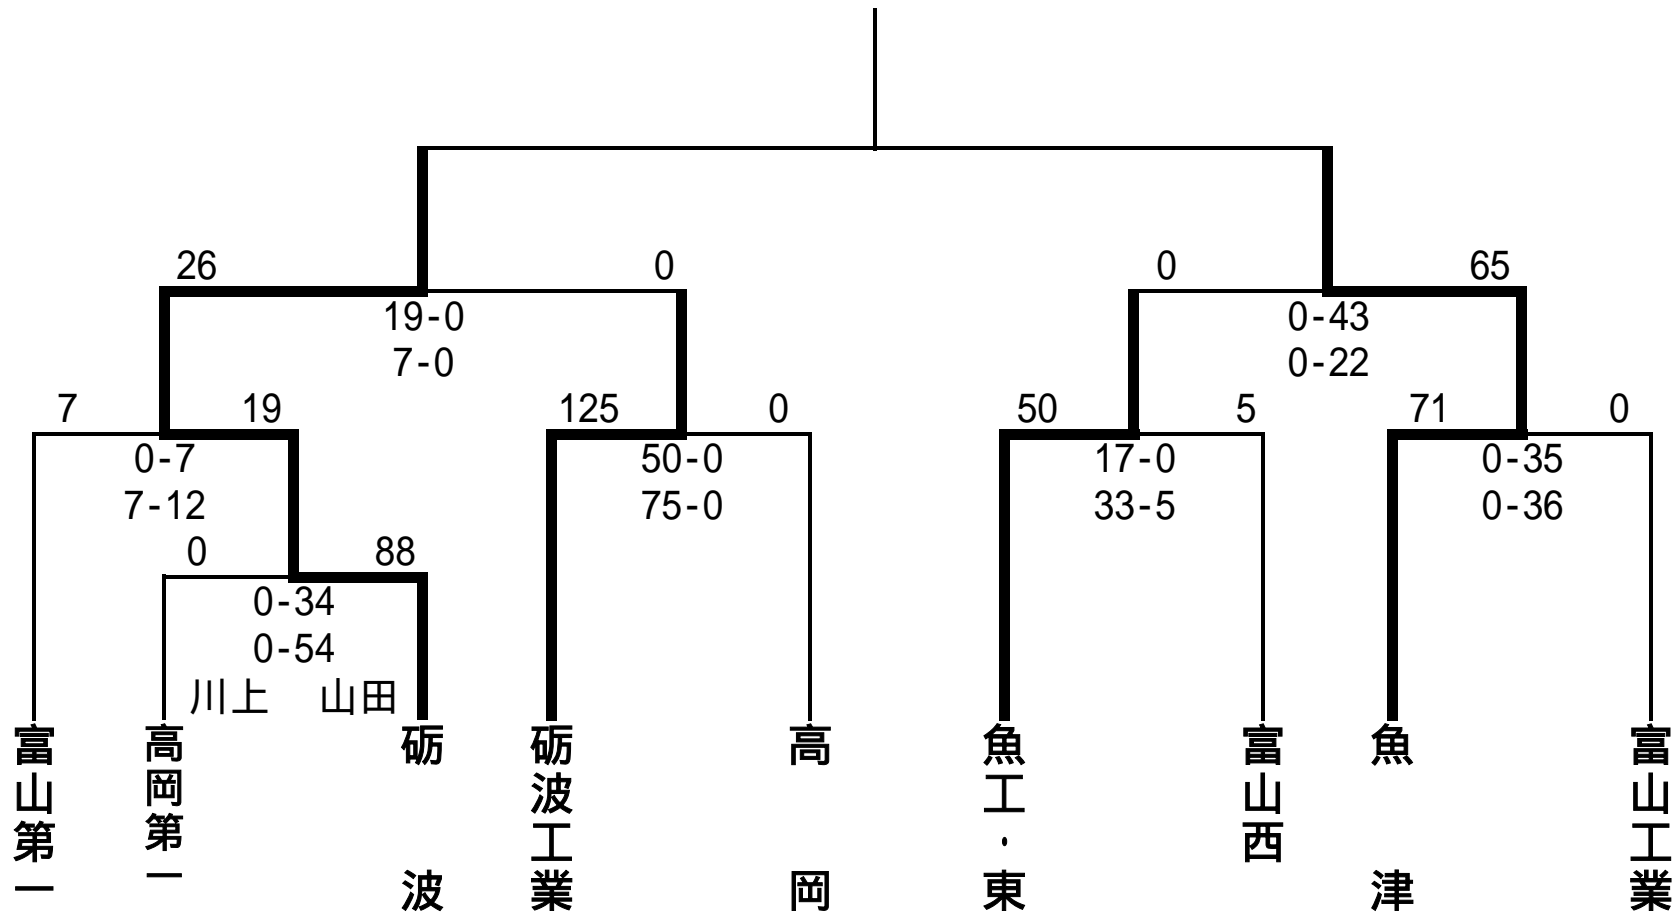 26 0 0 65
19-0 0-43
7-0 0-22
7 19 125 0 50 5 71 0
0-7 50-0 17-0 0-35
7-12 75-0 33-5 0-36
0 88
0-34
0-54
川上 山田
富山第一
高岡第一
砺波
砺波工業
高岡
魚工・東
富山西
魚津
富山工業